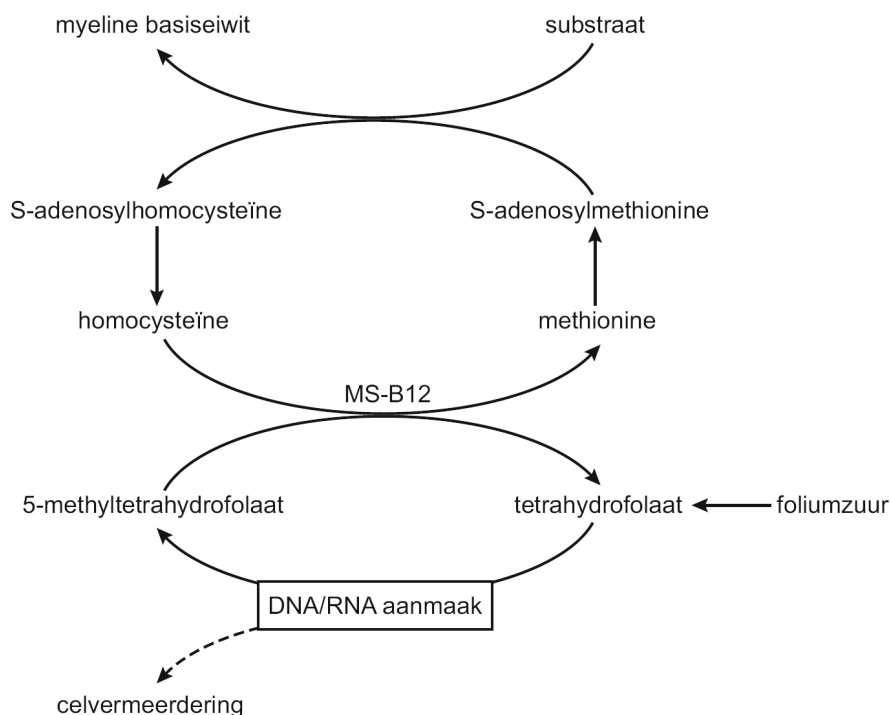 myeline basiseiwit
substraat
S-adenosylhomocysteïne
S-adenosylmethionine
homocysteïne
methionine
MS-B12
5-methyltetrahydrofolaat
tetrahydrofolaat
foliumzuur
DNA/RNA aanmaak
celvermeerdering